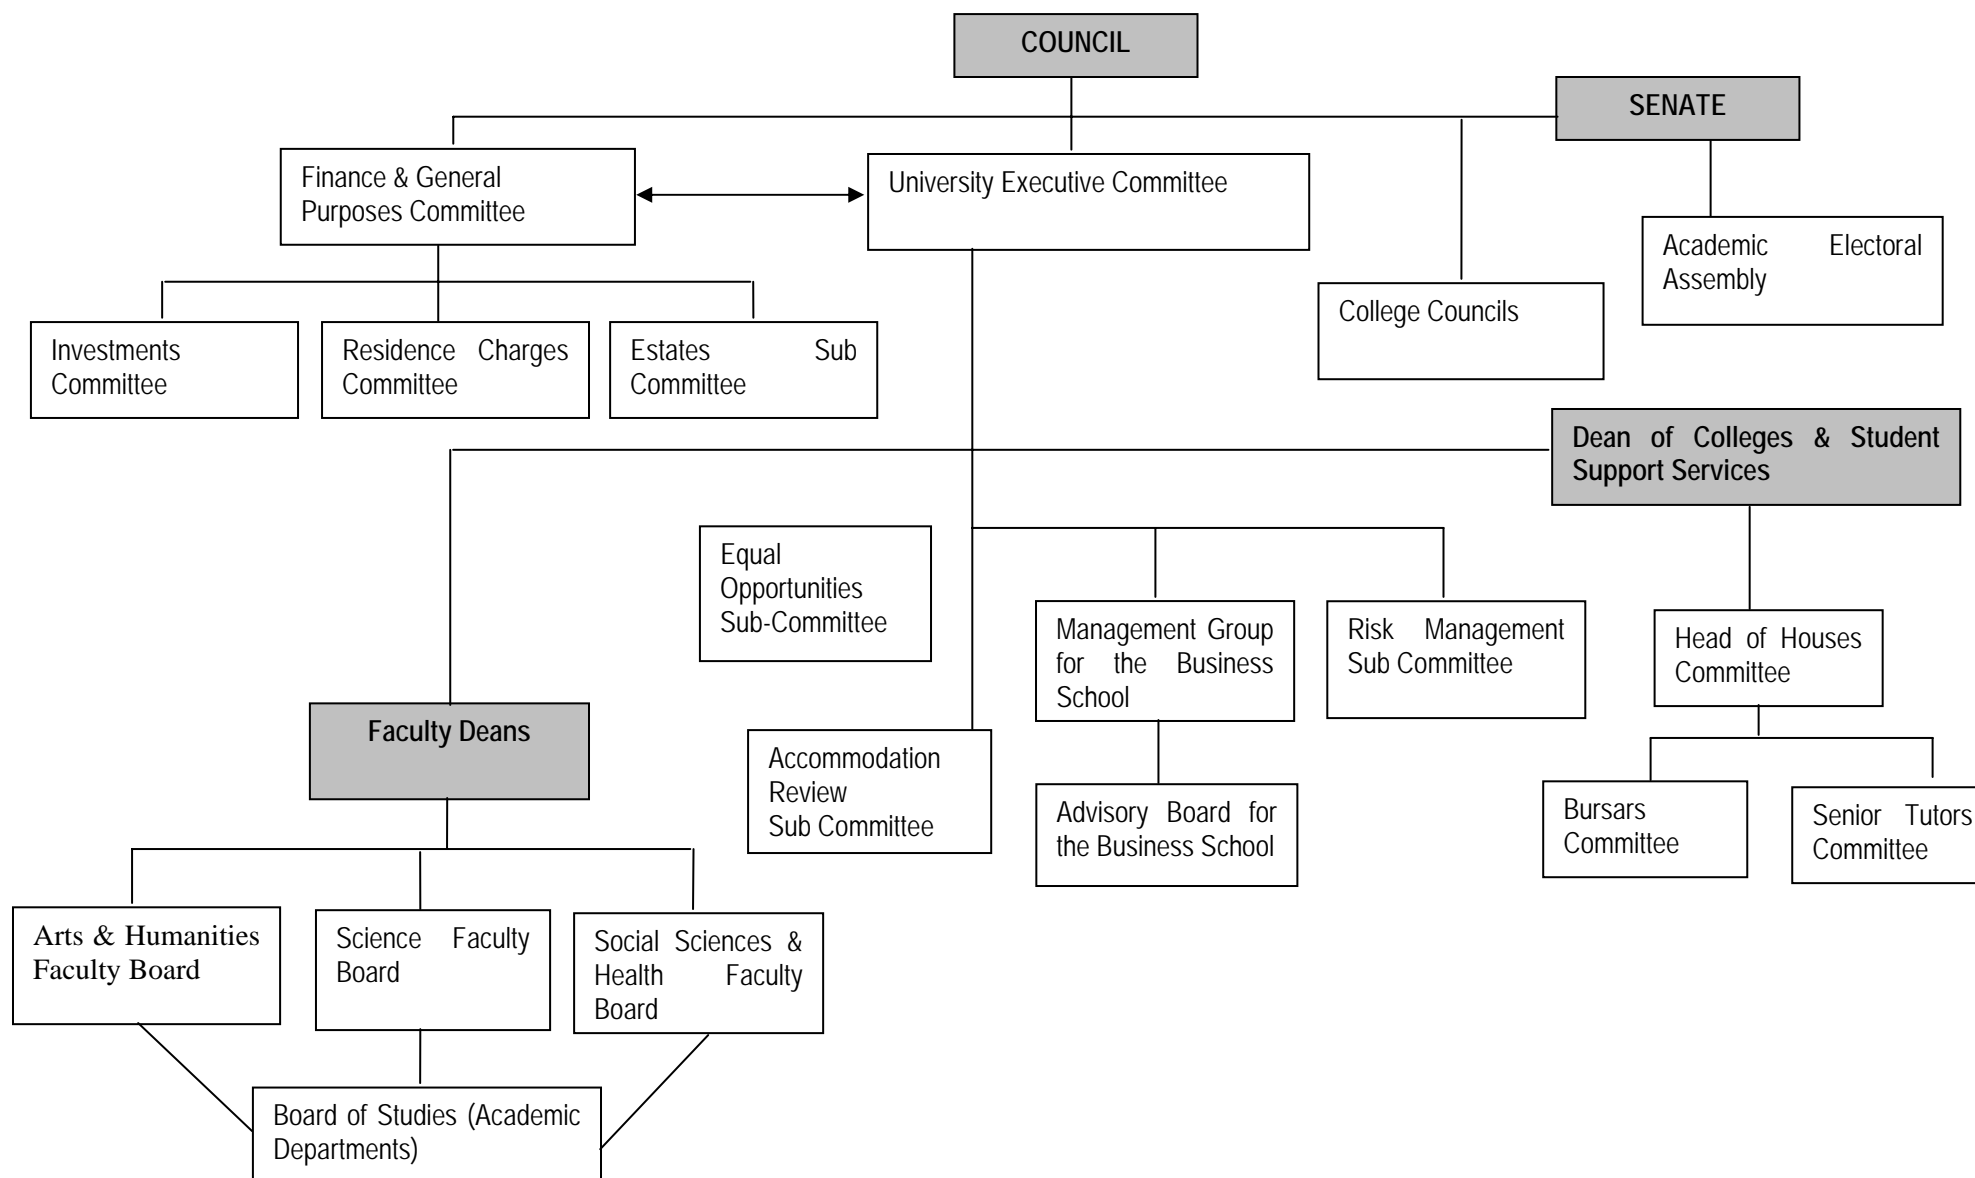 COUNCIL
SENATE
Finance & General
Purposes Committee
University Executive Committee
Academic Electoral
Assembly
College Councils
Investments
Committee
Residence Charges
Committee
Estates Sub
Committee
Dean of Colleges & Student
Support Services
Equal
Opportunities
Sub-Committee
Management Group
for the Business
School
Risk Management
Sub Committee
Head of Houses
Committee
Faculty Deans
Accommodation
Review
Sub Committee
Advisory Board for
the Business School
Bursars
Committee
Senior Tutors
Committee
Arts & Humanities
Faculty Board
Science Faculty
Board
Social Sciences &
Health Faculty
Board
Board of Studies (Academic
Departments)